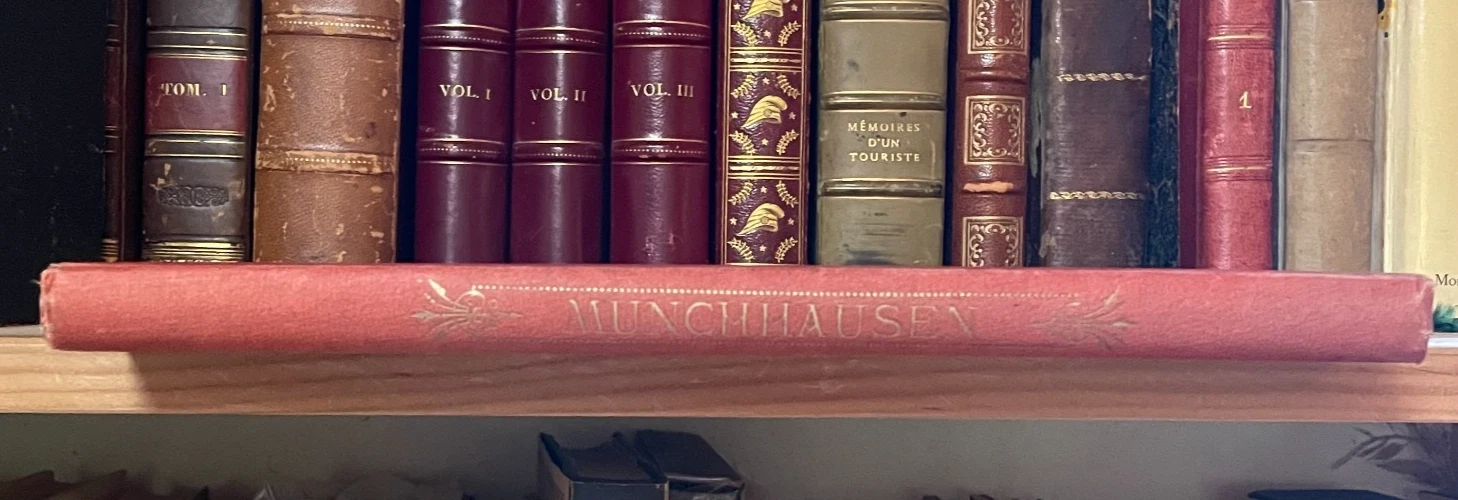 TOM. I
VOL. I
VOL. II
VOL. III
MÉMOIRES
D'UN
TOURISTE
1
MUNCHHAUSEN